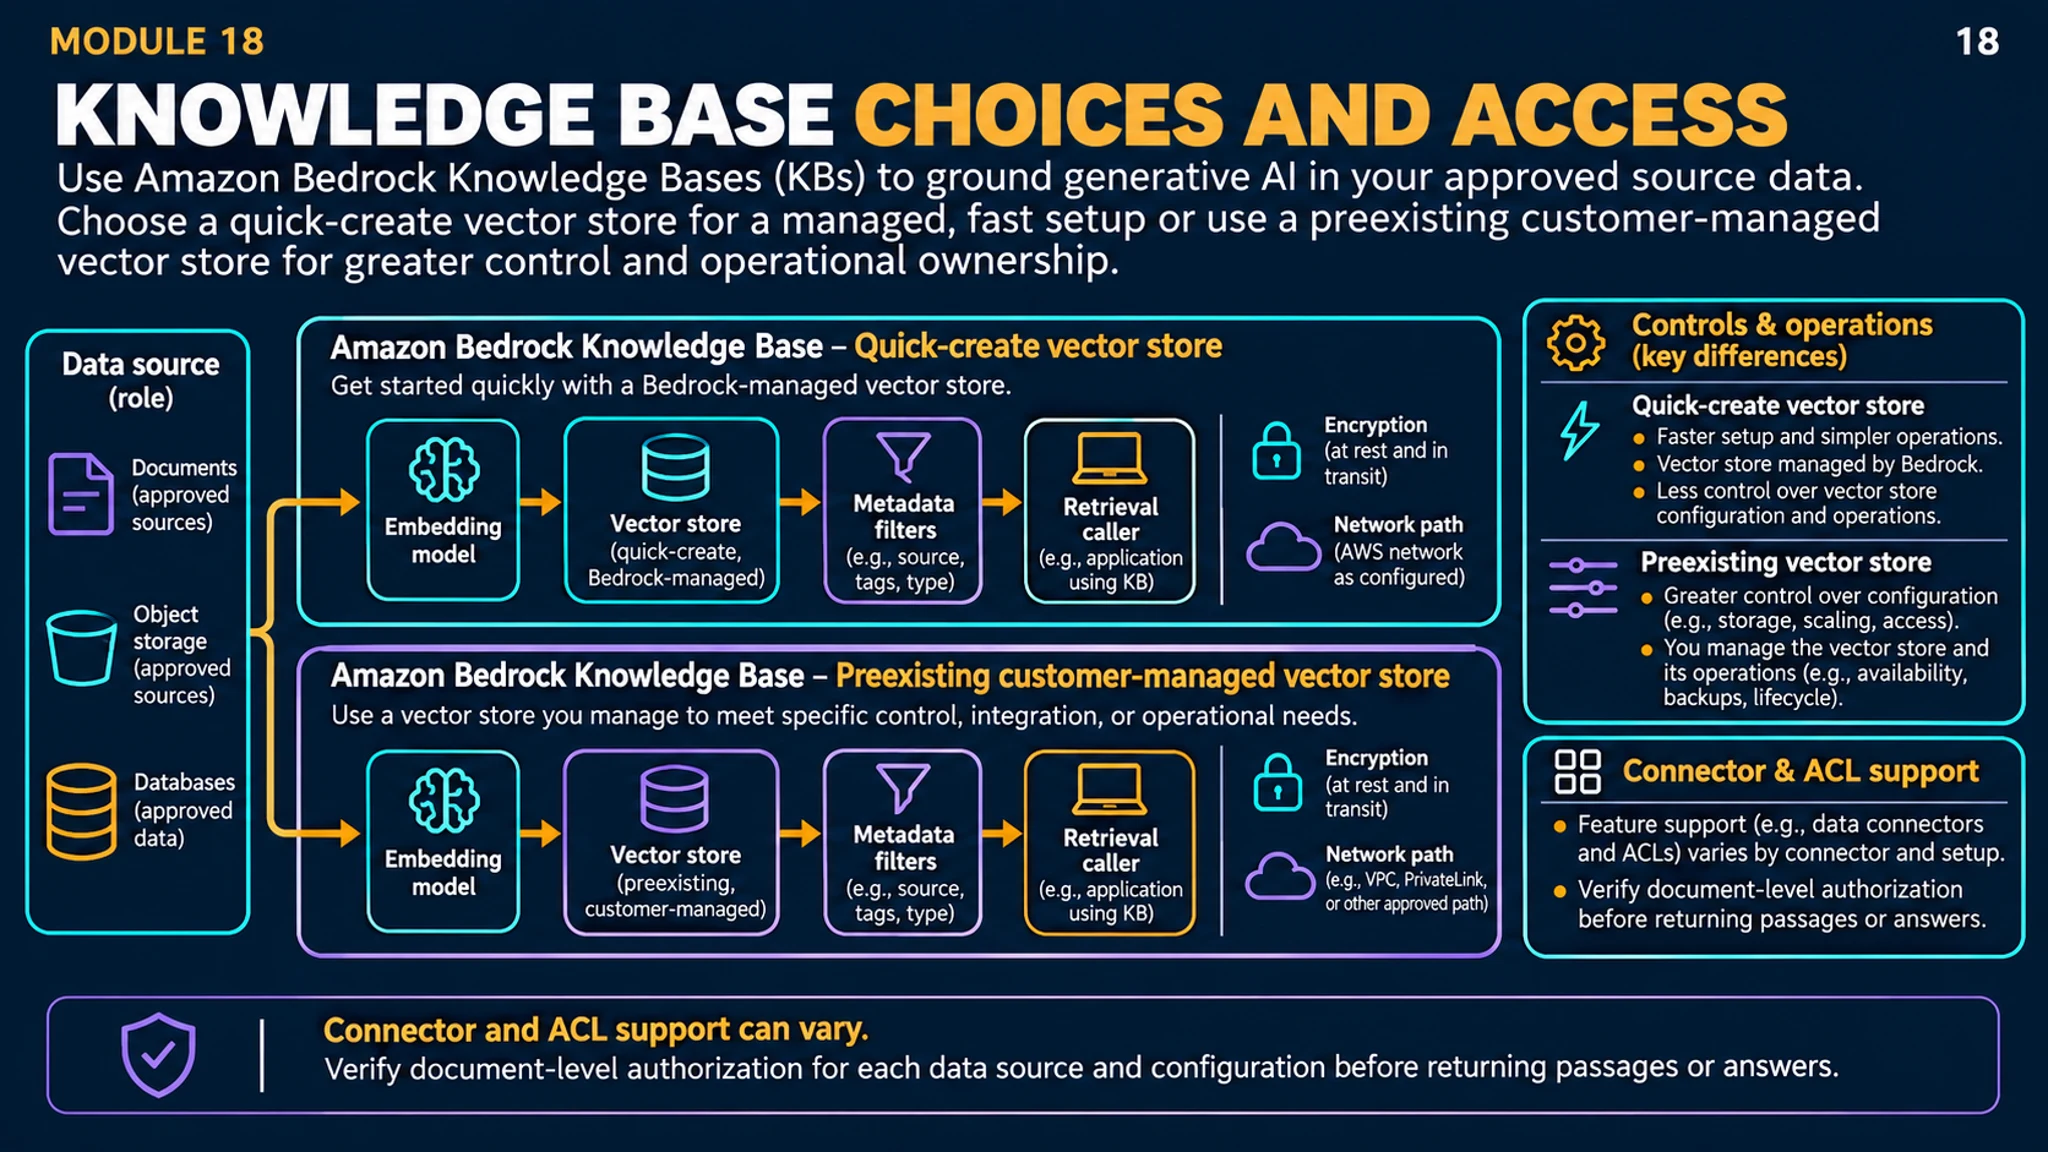 MODULE 18
18
KNOWLEDGE BASE CHOICES AND ACCESS
Use Amazon Bedrock Knowledge Bases (KBs) to ground generative AI in your approved source data.
Choose a quick-create vector store for a managed, fast setup or use a preexisting customer-managed
vector store for greater control and operational ownership.
Data source
(role)
Documents
(approved
sources)
Object
storage
(approved
sources)
Databases
(approved
data)
Amazon Bedrock Knowledge Base – Quick-create vector store
Get started quickly with a Bedrock-managed vector store.
Embedding
model
Vector store
(quick-create,
Bedrock-managed)
Metadata
filters
(e.g., source,
tags, type)
Retrieval
caller
(e.g., application
using KB)
Encryption
(at rest and in
transit)
Network path
(AWS network
as configured)
Amazon Bedrock Knowledge Base – Preexisting customer-managed vector store
Use a vector store you manage to meet specific control, integration, or operational needs.
Embedding
model
Vector store
(preexisting,
customer-managed)
Metadata
filters
(e.g., source,
tags, type)
Retrieval
caller
(e.g., application
using KB)
Encryption
(at rest and in
transit)
Network path
(e.g., VPC, PrivateLink,
or other approved path)
Controls & operations
(key differences)
Quick-create vector store
• Faster setup and simpler operations.
• Vector store managed by Bedrock.
• Less control over vector store
configuration and operations.
Preexisting vector store
• Greater control over configuration
(e.g., storage, scaling, access).
• You manage the vector store and
its operations (e.g., availability,
backups, lifecycle).
Connector & ACL support
• Feature support (e.g., data connectors
and ACLs) varies by connector and setup.
• Verify document-level authorization
before returning passages or answers.
Connector and ACL support can vary.
Verify document-level authorization for each data source and configuration before returning passages or answers.